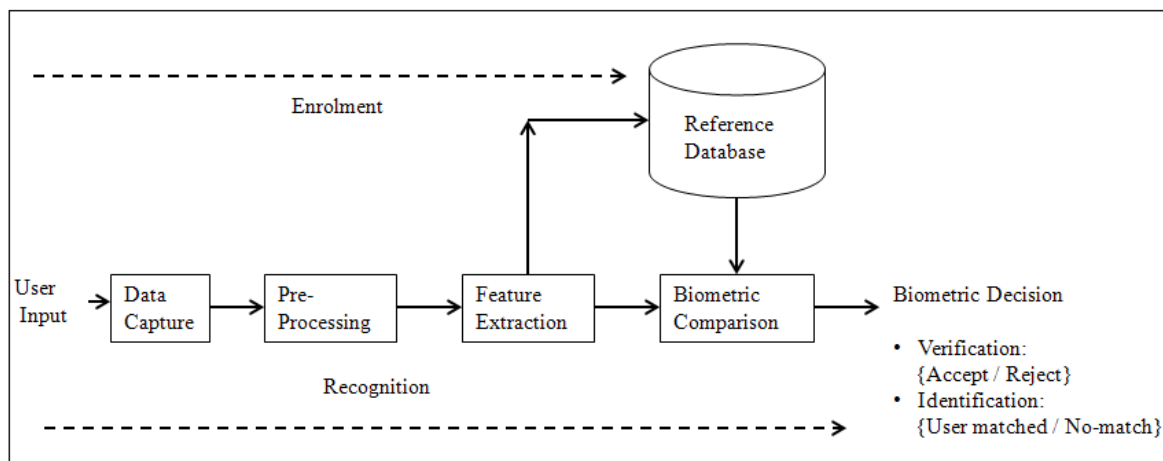 Enrolment
Reference
Database
User
Input
Data
Capture
Pre-
Processing
Feature
Extraction
Biometric
Comparison
Biometric Decision
• Verification:
{Accept / Reject}
• Identification:
{User matched / No-match}
Recognition